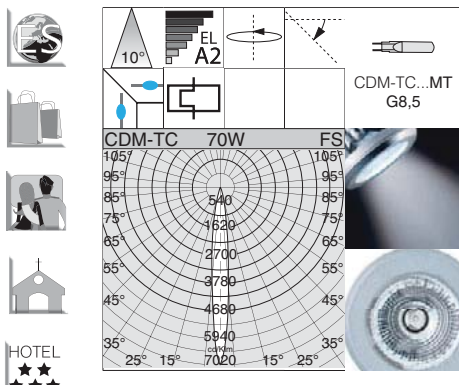 ES
10°
EL
A2
CDM-TC...MT
G8,5
CDM-TC 70W FS
105° 105°
95° 95°
85° 85°
75° 75°
65° 65°
55° 55°
45° 45°
35° 35°
25° 15° 15° 25°
540
1620
2700
3780
4680
5940
cd/Klm
7020
HOTEL
★★
★★★